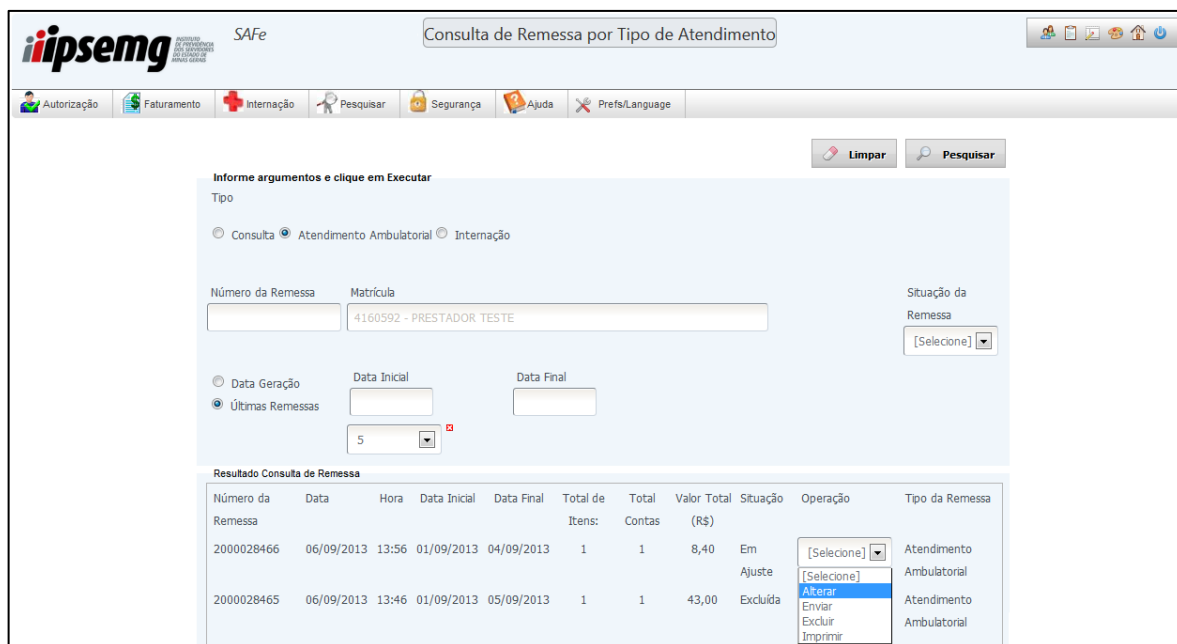 ipsemg
INSTITUTO
DE PREVIDÊNCIA
DOS SERVIDORES
DO ESTADO DE
MINAS GERAIS
SAFe
Consulta de Remessa por Tipo de Atendimento
Autorização Faturamento Internação Pesquisar Segurança Ajuda Prefs/Language
Limpar Pesquisar
Informe argumentos e clique em Executar
Tipo
Consulta Atendimento Ambulatorial Internação
Número da Remessa Matrícula Situação da
Remessa
4160592 - PRESTADOR TESTE
[Selecione]
Data Geração Data Inicial Data Final
Últimas Remessas
5
Resultado Consulta de Remessa
Número da Data Hora Data Inicial Data Final Total de Total Valor Total Situação Operação Tipo da Remessa
Remessa Itens: Contas (R$)
2000028466 06/09/2013 13:56 01/09/2013 04/09/2013 1 1 8,40 Em [Selecione] Atendimento
Ajuste [Selecione] Ambulatorial
Alterar
2000028465 06/09/2013 13:46 01/09/2013 05/09/2013 1 1 43,00 Excluída Enviar Atendimento
Excluir Ambulatorial
Imprimir